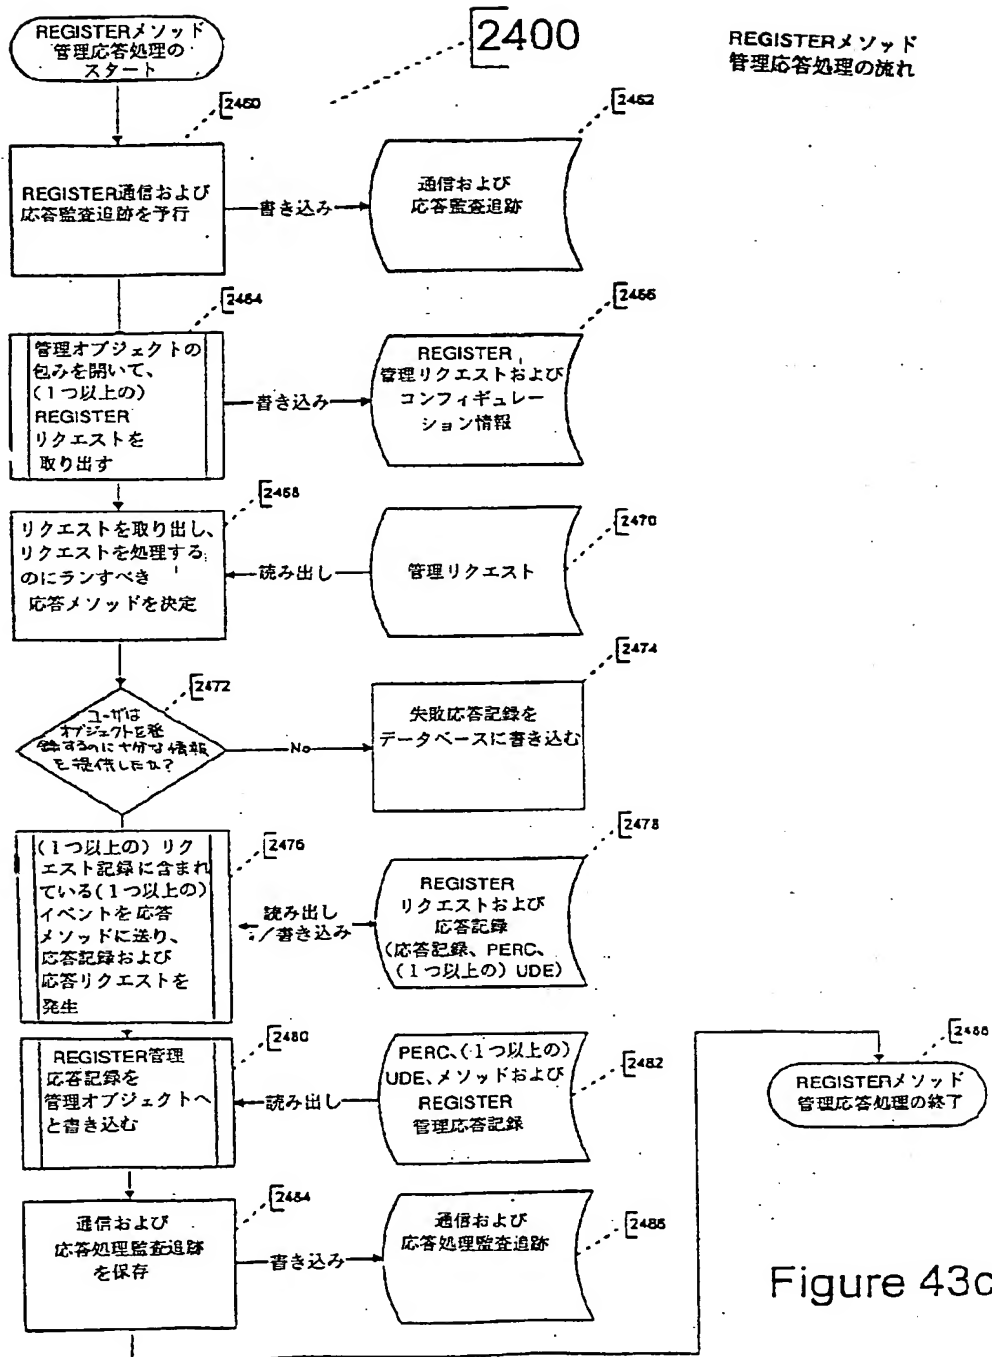 REGISTERメソッド
管理応答処理の
スタート
2400
REGISTERメソッド
管理応答処理の流れ
2460
REGISTER通信および
応答監査追跡を予行
書き込み
2462
通信および
応答監査追跡
2464
管理オブジェクトの
包みを開いて、
(1つ以上の)
REGISTER
リクエストを
取り出す
書き込み
2466
REGISTER
管理リクエストおよび
コンフィギュレー
ション情報
2468
リクエストを取り出し、
リクエストを処理する
のにランすべき
応答メソッドを決定
読み出し
2470
管理リクエスト
2472
ユーザは
オブジェクトを登
録するのに十分な情報
を提供したか?
No
2474
失敗応答記録を
データベースに書き込む
2476
(1つ以上の) リク
エスト記録に含まれ
ている(1つ以上の)
イベントを応答
メソッドに送り、
応答記録および
応答リクエストを
発生
読み出し
/書き込み
2478
REGISTER
リクエストおよび
応答記録
(応答記録、PERC、
(1つ以上の) UDE)
2480
REGISTER管理
応答記録を
管理オブジェクトへ
と書き込む
読み出し
2482
PERC、(1つ以上の)
UDE、メソッドおよび
REGISTER
管理応答記録
2484
通信および
応答処理監査追跡
を保存
書き込み
2486
通信および
応答処理監査追跡
2488
REGISTERメソッド
管理応答処理の終了
Figure 43c